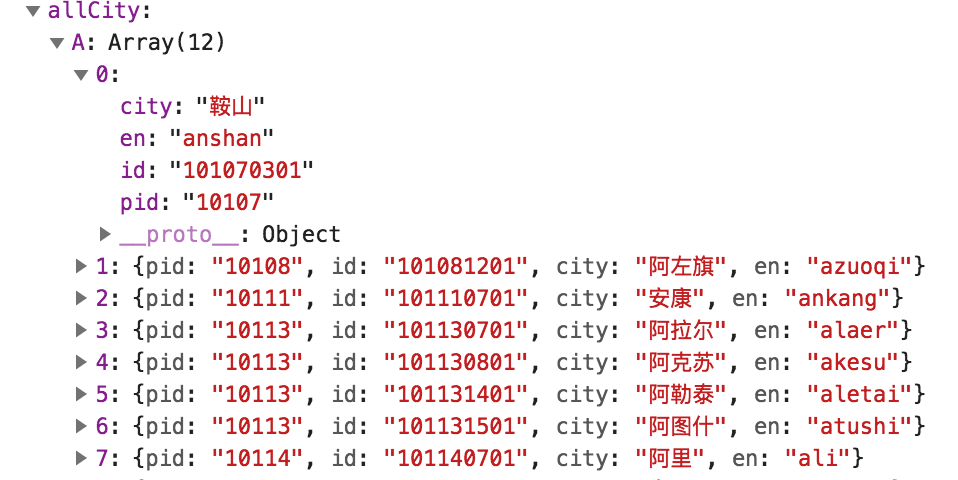 allCity:
A: Array(12)
0:
city: "鞍山"
en: "anshan"
id: "101070301"
pid: "10107"
__proto__: Object
1: {pid: "10108", id: "101081201", city: "阿左旗", en: "azuoqi"}
2: {pid: "10111", id: "101110701", city: "安康", en: "ankang"}
3: {pid: "10113", id: "101130701", city: "阿拉尔", en: "alaer"}
4: {pid: "10113", id: "101130801", city: "阿克苏", en: "akesu"}
5: {pid: "10113", id: "101131401", city: "阿勒泰", en: "aletai"}
6: {pid: "10113", id: "101131501", city: "阿图什", en: "atushi"}
7: {pid: "10114", id: "101140701", city: "阿里", en: "ali"}